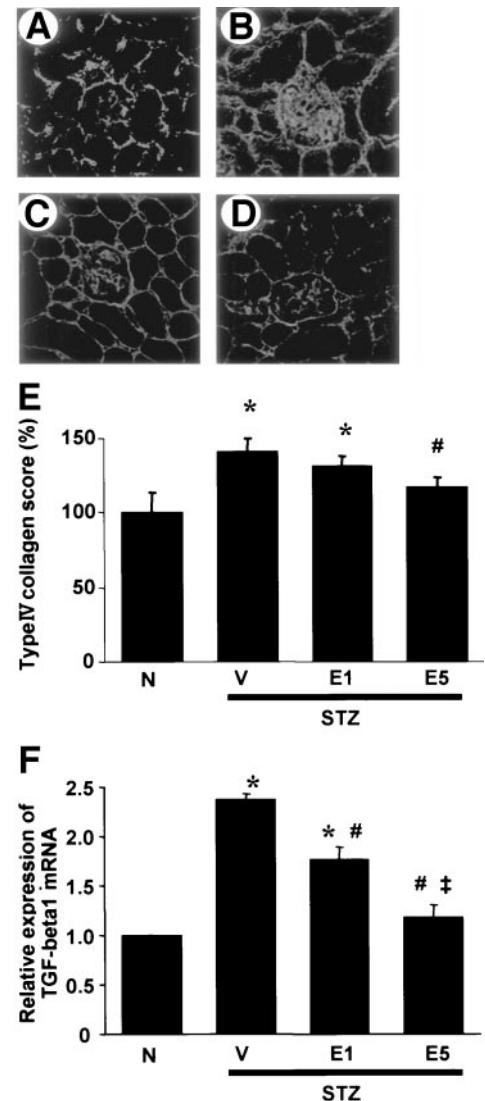 A
B
C
D
E
TypeIV collagen score (%)
150
100
50
0
*
*
#
N
V
E1
E5
STZ
F
Relative expression of
TGF-beta1 mRNA
2.5
2.0
1.5
1.0
0.5
0
*
* #
# ‡
N
V
E1
E5
STZ